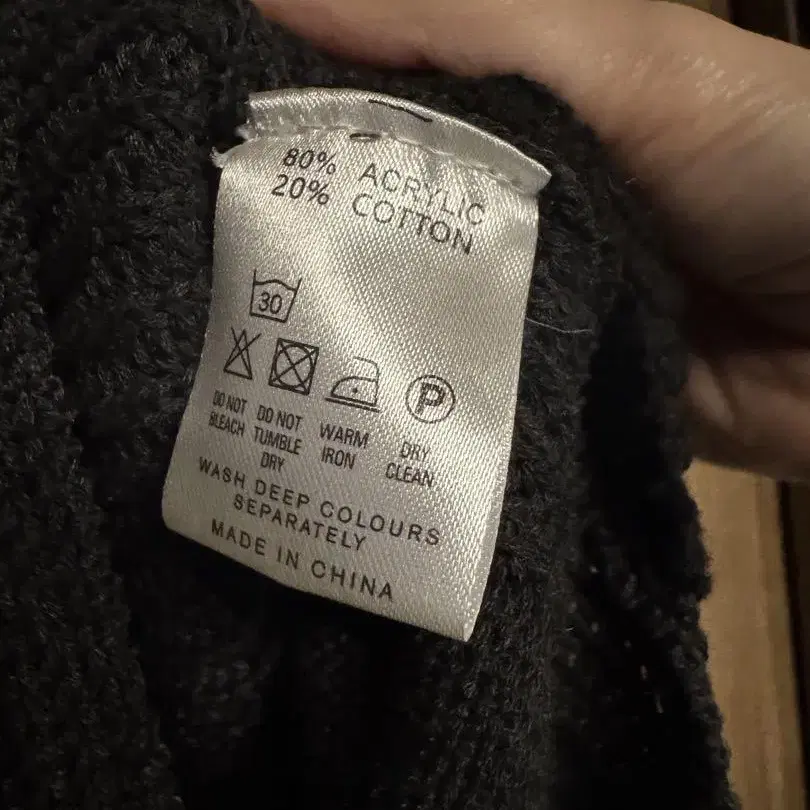 80% ACRYLIC
20% COTTON
30
P
DO NOT BLEACH
DO NOT TUMBLE DRY
WARM IRON
DRY CLEAN
WASH DEEP COLOURS
SEPARATELY
MADE IN CHINA